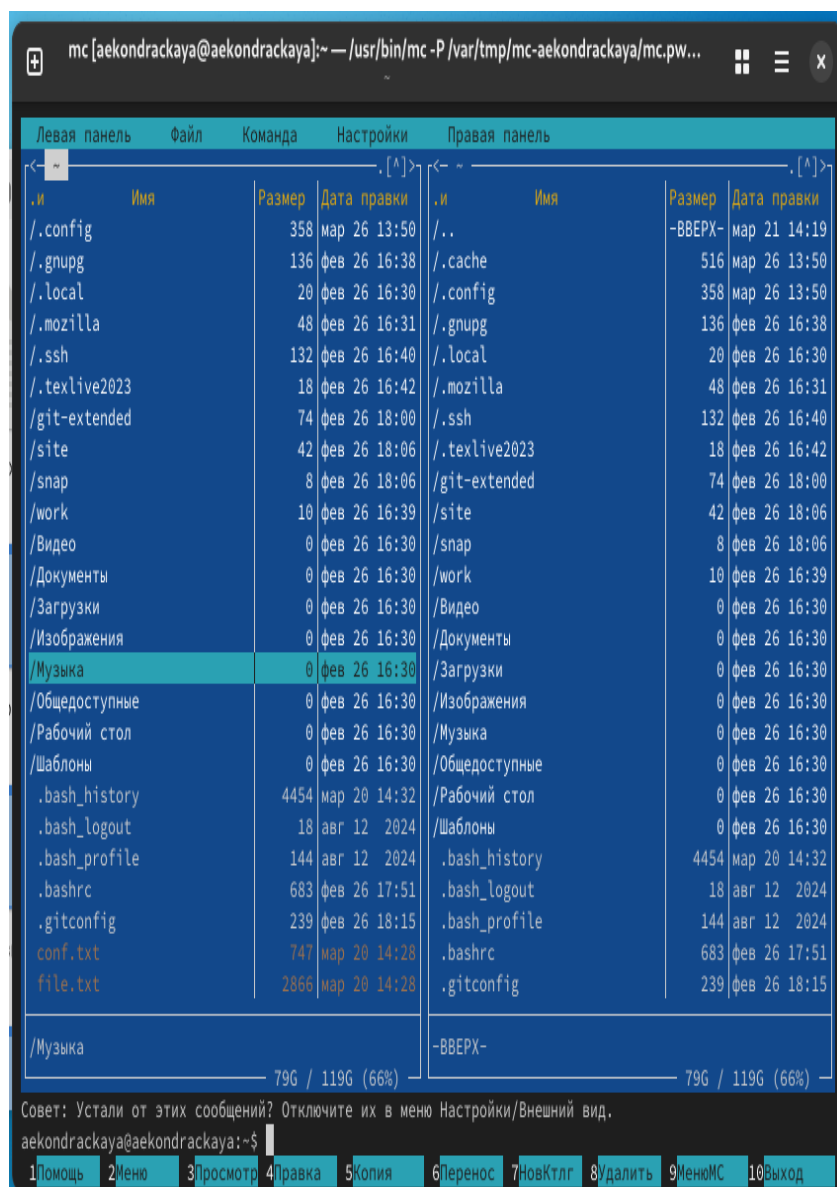 mc [aekondrackaya@aekondrackaya]:~ — /usr/bin/mc -P /var/tmp/mc-aekondrackaya/mc.pw...
~
Левая панель Файл Команда Настройки Правая панель
<- ~ .[^]> <- ~ .[^]>
.и Имя Размер Дата правки .и Имя Размер Дата правки
/.config 358 мар 26 13:50 /.. -ВВЕРХ- мар 21 14:19
/.gnupg 136 фев 26 16:38 /.cache 516 мар 26 13:50
/.local 20 фев 26 16:30 /.config 358 мар 26 13:50
/.mozilla 48 фев 26 16:31 /.gnupg 136 фев 26 16:38
/.ssh 132 фев 26 16:40 /.local 20 фев 26 16:30
/.texlive2023 18 фев 26 16:42 /.mozilla 48 фев 26 16:31
/git-extended 74 фев 26 18:00 /.ssh 132 фев 26 16:40
/site 42 фев 26 18:06 /.texlive2023 18 фев 26 16:42
/snap 8 фев 26 18:06 /git-extended 74 фев 26 18:00
/work 10 фев 26 16:39 /site 42 фев 26 18:06
/Видео 0 фев 26 16:30 /snap 8 фев 26 18:06
/Документы 0 фев 26 16:30 /work 10 фев 26 16:39
/Загрузки 0 фев 26 16:30 /Видео 0 фев 26 16:30
/Изображения 0 фев 26 16:30 /Документы 0 фев 26 16:30
/Музыка 0 фев 26 16:30 /Загрузки 0 фев 26 16:30
/Общедоступные 0 фев 26 16:30 /Изображения 0 фев 26 16:30
/Рабочий стол 0 фев 26 16:30 /Музыка 0 фев 26 16:30
/Шаблоны 0 фев 26 16:30 /Общедоступные 0 фев 26 16:30
.bash_history 4454 мар 20 14:32 /Рабочий стол 0 фев 26 16:30
.bash_logout 18 авг 12 2024 /Шаблоны 0 фев 26 16:30
.bash_profile 144 авг 12 2024 .bash_history 4454 мар 20 14:32
.bashrc 683 фев 26 17:51 .bash_logout 18 авг 12 2024
.gitconfig 239 фев 26 18:15 .bash_profile 144 авг 12 2024
conf.txt 747 мар 20 14:28 .bashrc 683 фев 26 17:51
file.txt 2866 мар 20 14:28 .gitconfig 239 фев 26 18:15
/Музыка -ВВЕРХ-
79G / 119G (66%) 79G / 119G (66%)
Совет: Устали от этих сообщений? Отключите их в меню Настройки/Внешний вид.
aekondrackaya@aekondrackaya:~$
1Помощь 2Меню 3Просмотр 4Правка 5Копия 6Перенос 7НовКтлг 8Удалить 9МенюMC 10Выход